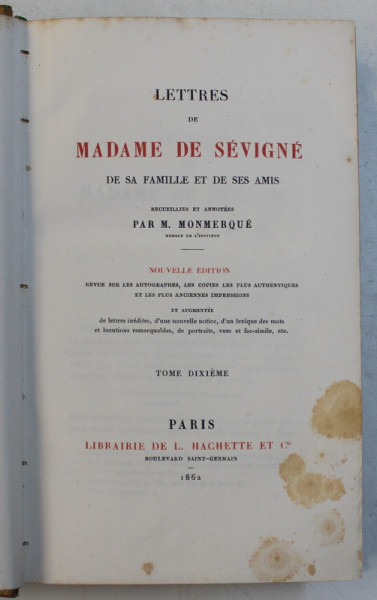 LETTRES
DE
MADAME DE SÉVIGNÉ
DE SA FAMILLE ET DE SES AMIS
RECUEILLIES ET ANNOTÉES
PAR M. MONMERQUÉ
MEMBRE DE L'INSTITUT
NOUVELLE ÉDITION
REVUE SUR LES AUTOGRAPHES, LES COPIES LES PLUS AUTHENTIQUES
ET LES PLUS ANCIENNES IMPRESSIONS
ET AUGMENTÉE
de lettres inédites, d'une nouvelle notice, d'un lexique des mots
et locutions remarquables, de portraits, vues et fac-simile, etc.
TOME DIXIÈME
PARIS
LIBRAIRIE DE L. HACHETTE ET Cie
BOULEVARD SAINT-GERMAIN
1862